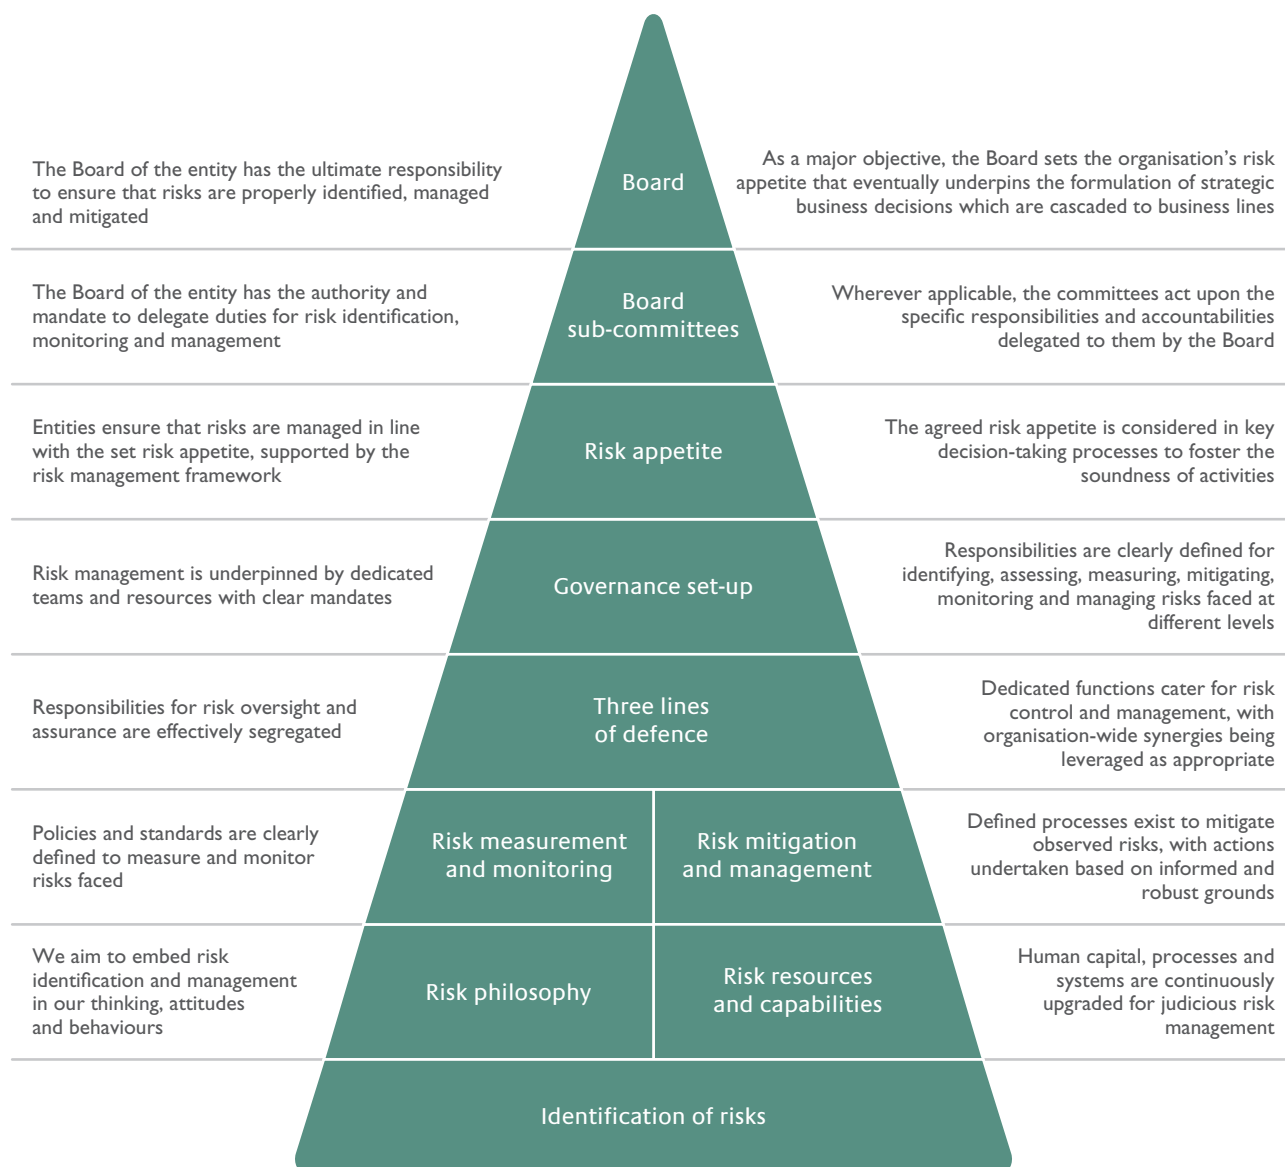 The Board of the entity has the ultimate responsibility
to ensure that risks are properly identified, managed
and mitigated
Board
As a major objective, the Board sets the organisation’s risk
appetite that eventually underpins the formulation of strategic
business decisions which are cascaded to business lines
The Board of the entity has the authority and
mandate to delegate duties for risk identification,
monitoring and management
Board
sub-committees
Wherever applicable, the committees act upon the
specific responsibilities and accountabilities
delegated to them by the Board
Entities ensure that risks are managed in line
with the set risk appetite, supported by the
risk management framework
Risk appetite
The agreed risk appetite is considered in key
decision-taking processes to foster the
soundness of activities
Risk management is underpinned by dedicated
teams and resources with clear mandates
Governance set-up
Responsibilities are clearly defined for
identifying, assessing, measuring, mitigating,
monitoring and managing risks faced at
different levels
Responsibilities for risk oversight and
assurance are effectively segregated
Three lines
of defence
Dedicated functions cater for risk
control and management, with
organisation-wide synergies being
leveraged as appropriate
Policies and standards are clearly
defined to measure and monitor
risks faced
Risk measurement
and monitoring
Risk mitigation
and management
Defined processes exist to mitigate
observed risks, with actions
undertaken based on informed and
robust grounds
We aim to embed risk
identification and management
in our thinking, attitudes
and behaviours
Risk philosophy
Risk resources
and capabilities
Human capital, processes and
systems are continuously
upgraded for judicious risk
management
Identification of risks